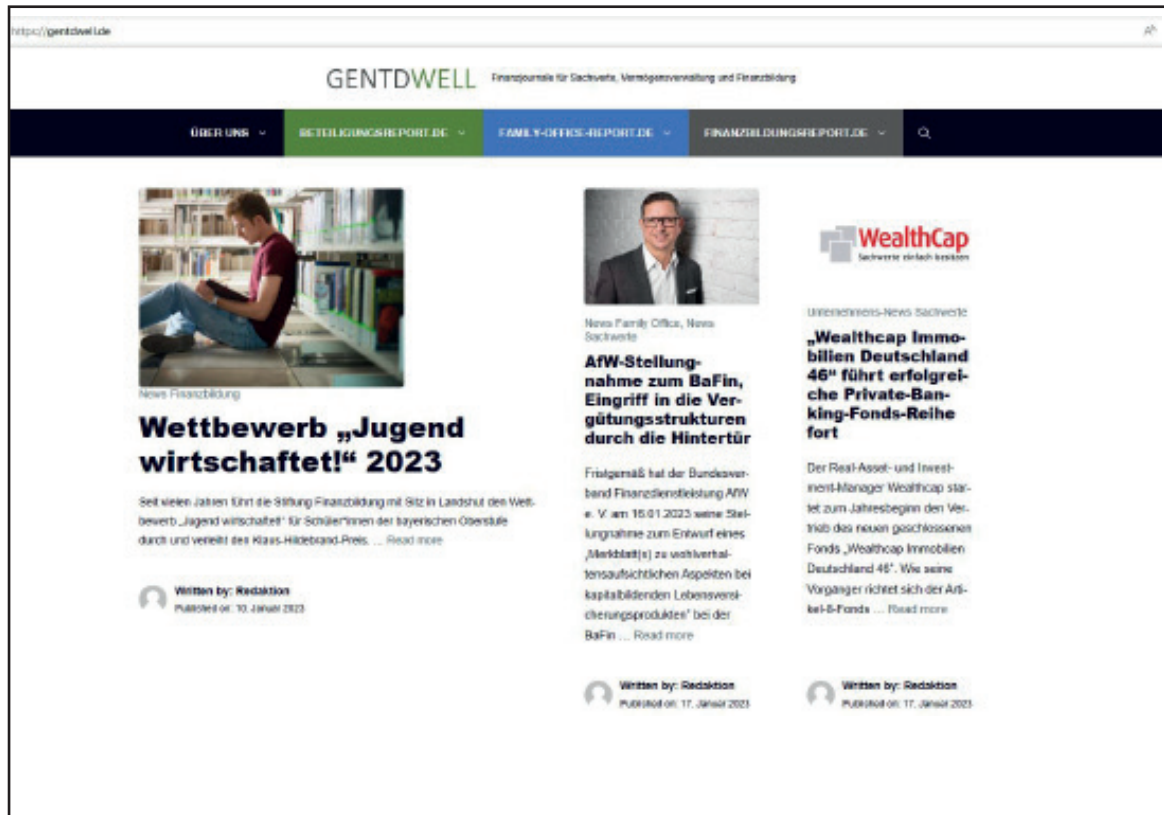 https://gentdwell.de
GENTDWELL Finanzjournale für Sachwerte, Vermögensverwaltung und Finanzbildung
ÜBER UNS BETEILIGUNGSREPORT.DE FAMILY-OFFICE-REPORT.DE FINANZBILDUNGSREPORT.DE
News Finanzbildung
Wettbewerb „Jugend
wirtschaftet!“ 2023
Seit vielen Jahren führt die Stiftung Finanzbildung mit Sitz in Landshut den Wett-
bewerb „Jugend wirtschaftet“ für Schüler*innen der bayerischen Oberstufe
durch und verleiht den Klaus-Hildebrand-Preis. ... Read more
Written by: Redaktion
Published on: 10. Januar 2023
News Family Office, News
Sachwerte
AfW-Stellung-
nahme zum BaFin,
Eingriff in die Ver-
gütungsstrukturen
durch die Hintertür
Fristgemäß hat der Bundesver-
band Finanzdienstleistung AfW
e. V. am 16.01.2023 seine Stel-
lungnahme zum Entwurf eines
„Merkblatt(s) zu wohlverhal-
tensaufsichtlichen Aspekten bei
kapitalbildenden Lebensversi-
cherungsprodukten“ bei der
BaFin ... Read more
Written by: Redaktion
Published on: 17. Januar 2023
WealthCap
Sachwerte einfach besitzen
Unternehmens-News Sachwerte
„Wealthcap Immo-
bilien Deutschland
46“ führt erfolgrei-
che Private-Ban-
king-Fonds-Reihe
fort
Der Real-Asset- und Invest-
ment-Manager Wealthcap star-
tet zum Jahresbeginn den Ver-
trieb des neuen geschlossenen
Fonds „Wealthcap Immobilien
Deutschland 46“. Wie seine
Vorgänger richtet sich der Arti-
kel-8-Fonds ... Read more
Written by: Redaktion
Published on: 17. Januar 2023